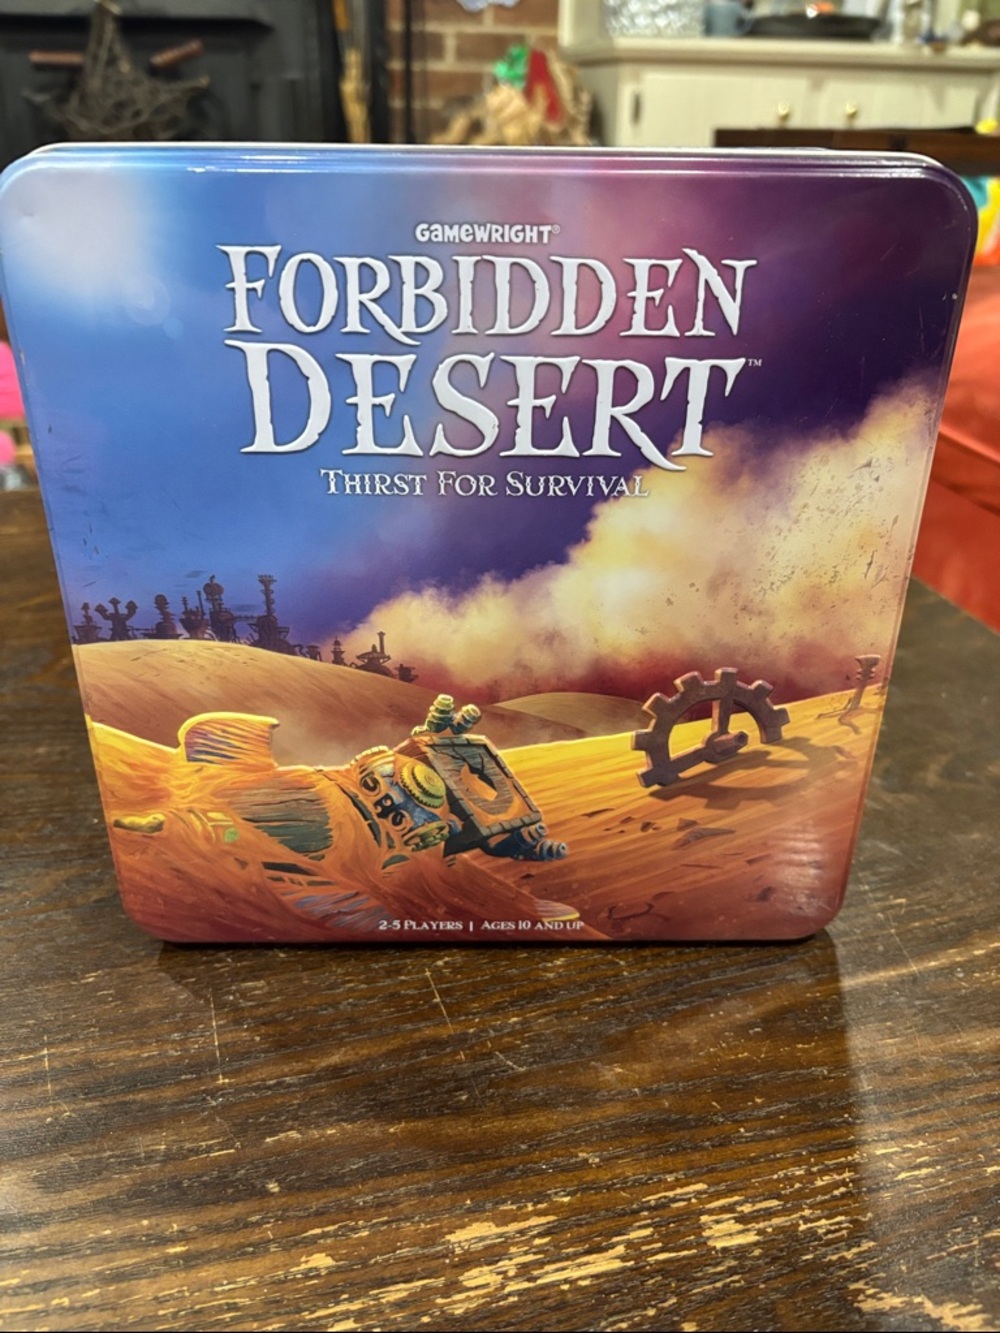 GAMEWRIGHT®
FORBIDDEN
DESERT™
THIRST FOR SURVIVAL
2-5 PLAYERS | AGES 10 AND UP